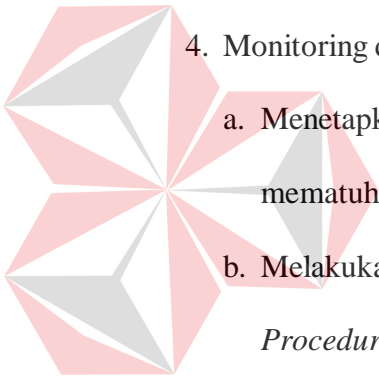 4. Monitoring
a. Menetapk
mematuh
b. Melakuka
Procedur